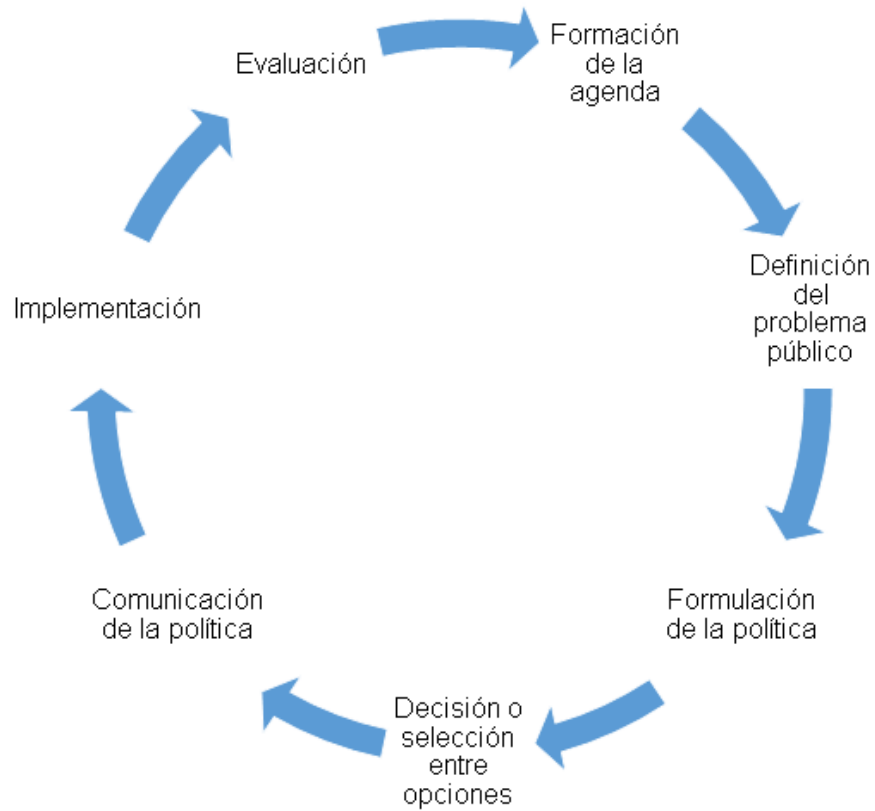 Formación
de la
agenda
Definición
del
problema
público
Formulación
de la política
Decisión o
selección
entre
opciones
Comunicación
de la política
Implementación
Evaluación